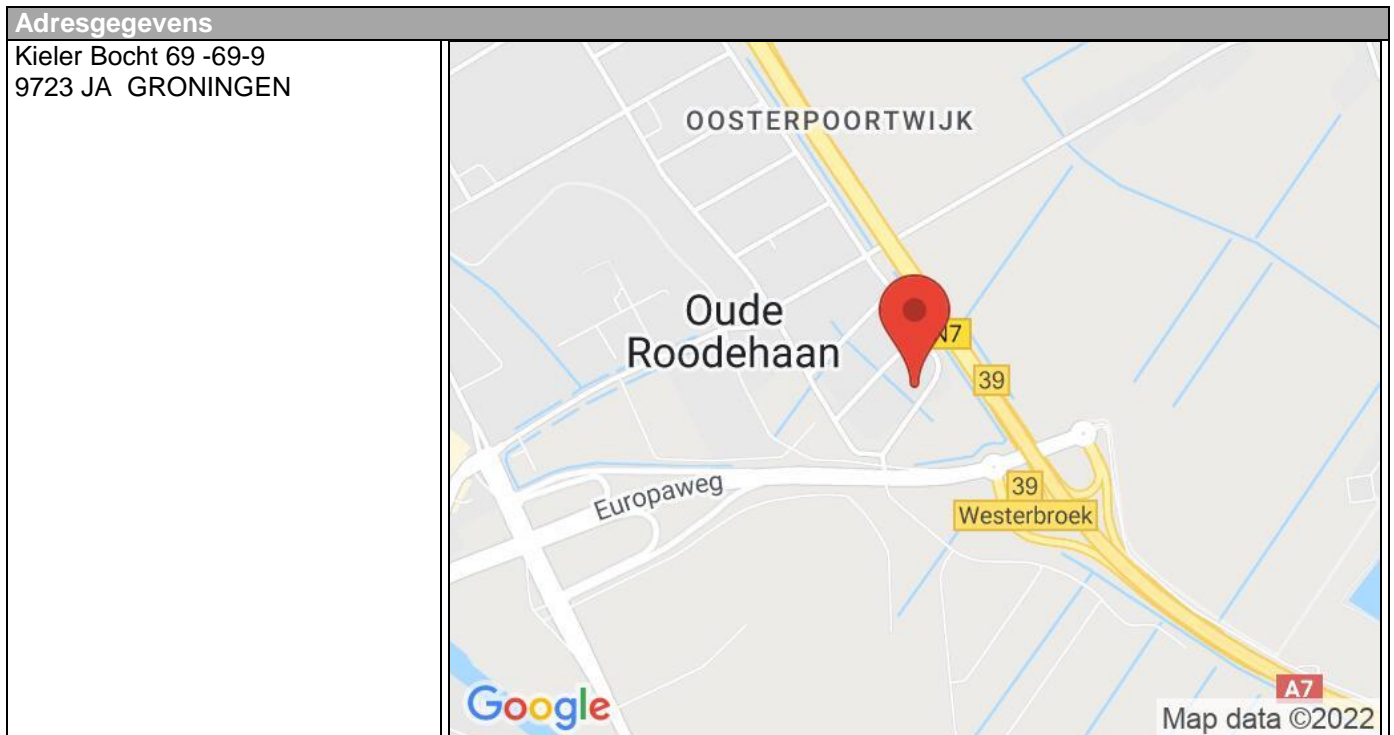 Adresgegevens
Kieler Bocht 69 -69-9
9723 JA  GRONINGEN
OOSTERPOORTWIJK
Oude
Roodehaan
N7
39
39
Westerbroek
Europaweg
A7
Google
Map data ©2022